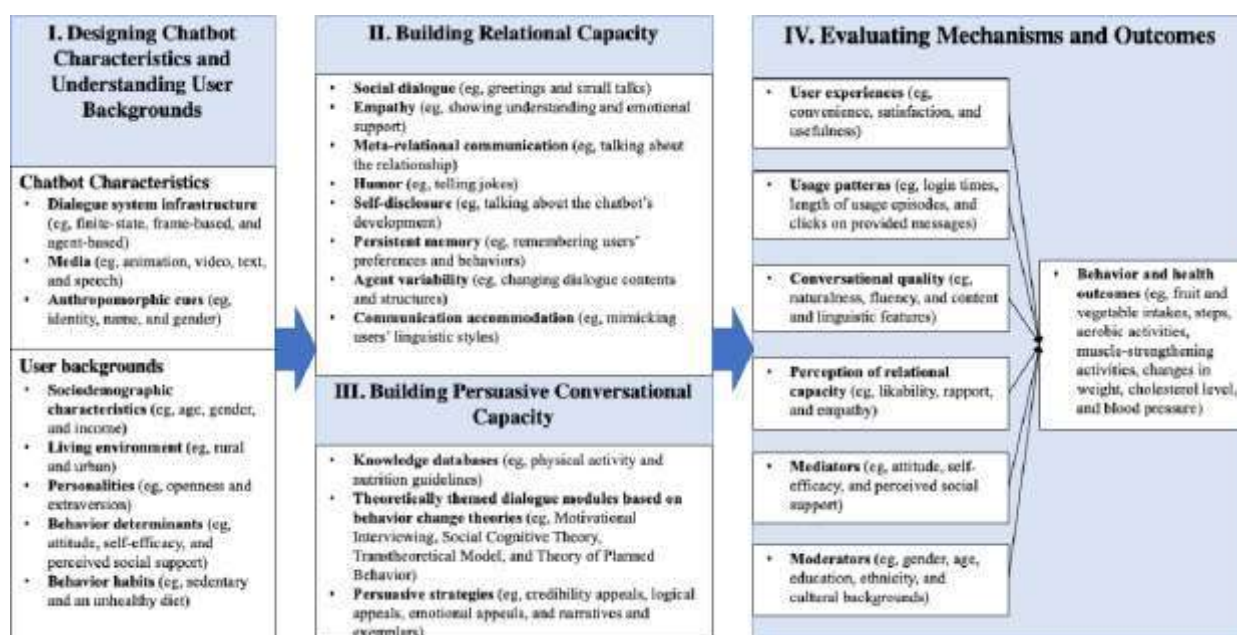 I. Designing Chatbot
Characteristics and
Understanding User
Backgrounds
Chatbot Characteristics
• Dialogue system infrastructure
(eg, finite-state, frame-based, and
agent-based)
• Media (eg, animation, video, text,
and speech)
• Anthropomorphic cues (eg,
identity, name, and gender)
User backgrounds
• Sociodemographic
characteristics (eg, age, gender,
and income)
• Living environment (eg, rural
and urban)
• Personalities (eg, openness and
extraversion)
• Behavior determinants (eg,
attitude, self-efficacy, and
perceived social support)
• Behavior habits (eg, sedentary
and an unhealthy diet)
II. Building Relational Capacity
• Social dialogue (eg, greetings and small talks)
• Empathy (eg, showing understanding and emotional
support)
• Meta-relational communication (eg, talking about
the relationship)
• Humor (eg, telling jokes)
• Self-disclosure (eg, talking about the chatbot's
development)
• Persistent memory (eg, remembering users'
preferences and behaviors)
• Agent variability (eg, changing dialogue contents
and structures)
• Communication accommodation (eg, mimicking
users' linguistic styles)
III. Building Persuasive Conversational
Capacity
• Knowledge databases (eg, physical activity and
nutrition guidelines)
• Theoretically themed dialogue modules based on
behavior change theories (eg, Motivational
Interviewing, Social Cognitive Theory,
Transtheoretical Model, and Theory of Planned
Behavior)
• Persuasive strategies (eg, credibility appeals, logical
appeals, emotional appeals, and narratives and
exemplars)
IV. Evaluating Mechanisms and Outcomes
• User experiences (eg,
convenience, satisfaction, and
usefulness)
• Usage patterns (eg, login times,
length of usage episodes, and
clicks on provided messages)
• Conversational quality (eg,
naturalness, fluency, and content
and linguistic features)
• Perception of relational
capacity (eg, likability, rapport,
and empathy)
• Mediators (eg, attitude, self-
efficacy, and perceived social
support)
• Moderators (eg, gender, age,
education, ethnicity, and
cultural backgrounds)
• Behavior and health
outcomes (eg, fruit and
vegetable intakes, steps,
aerobic activities,
muscle-strengthening
activities, changes in
weight, cholesterol level,
and blood pressure)